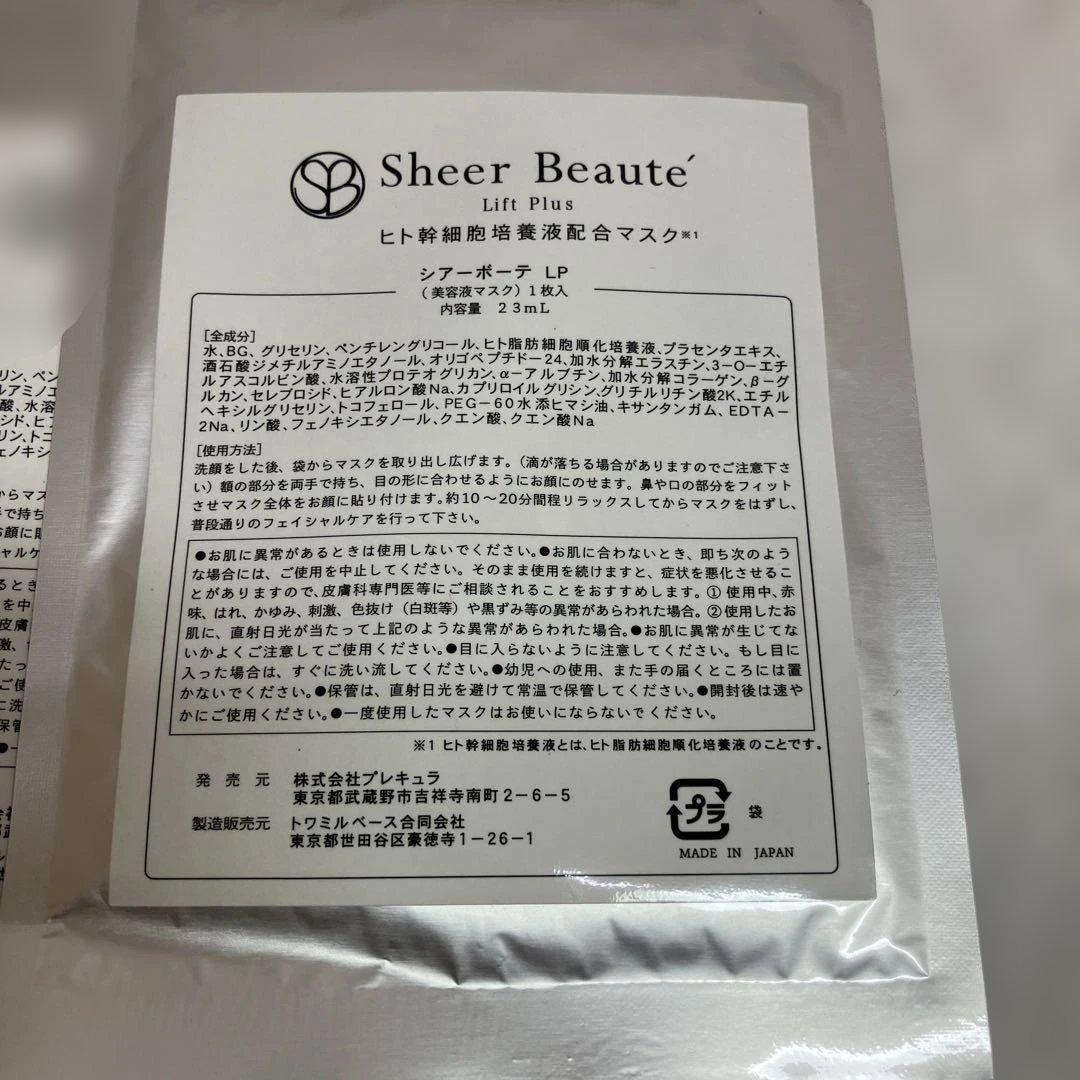 Sheer Beauté
Lift Plus
ヒト幹細胞培養液配合マスク※1
シアーボーテ LP
(美容液マスク)1枚入
内容量 23mL
[全成分]
水、BG、グリセリン、ペンチレングリコール、ヒト脂肪細胞順化培養液、プラセンタエキス、
酒石酸ジメチルアミノエタノール、オリゴペプチドー24、加水分解エラスチン、3-O-エチ
ルアスコルビン酸、水溶性プロテオグリカン、α-アルブチン、加水分解コラーゲン、β-グ
ルカン、セレブロシド、ヒアルロン酸Na、カプリロイルグリシン、グリチルリチン酸2K、エチル
ヘキシルグリセリン、トコフェロール、PEG-60水添ヒマシ油、キサンタンガム、EDTA-
2Na、リン酸、フェノキシエタノール、クエン酸、クエン酸Na
[使用方法]
洗顔をした後、袋からマスクを取り出し広げます。(滴が落ちる場合がありますのでご注意下さ
い)額の部分を両手で持ち、目の形に合わせるようにお顔にのせます。鼻や口の部分をフィット
させマスク全体をお顔に貼り付けます。約10～20分間程リラックスしてからマスクをはずし、
普段通りのフェイシャルケアを行って下さい。
●お肌に異常があるときは使用しないでください。●お肌に合わないとき、即ち次のよう
な場合には、ご使用を中止してください。そのまま使用を続けますと、症状を悪化させるこ
とがありますので、皮膚科専門医等にご相談されることをおすすめします。①使用中、赤
味、はれ、かゆみ、刺激、色抜け(白斑等)や黒ずみ等の異常があらわれた場合。②使用したお
肌に、直射日光が当たって上記のような異常があらわれた場合。●お肌に異常が生じてな
いかよくご注意してご使用ください。●目に入らないように注意してください。もし目に
入った場合は、すぐに洗い流してください。●幼児への使用、また手の届くところには置
かないでください。●保管は、直射日光を避けて常温で保管してください。●開封後は速や
かにご使用ください。●一度使用したマスクはお使いにならないでください。
※1 ヒト幹細胞培養液とは、ヒト脂肪細胞順化培養液のことです。
発売元 株式会社プレキュラ
東京都武蔵野市吉祥寺南町2-6-5
製造販売元 トワミルベース合同会社
東京都世田谷区豪徳寺1-26-1
プラ 袋
MADE IN JAPAN